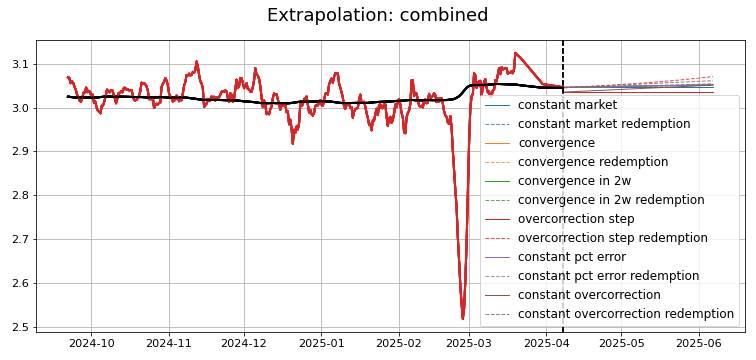 Extrapolation: combined
3.1
3.0
2.9
2.8
2.7
2.6
2.5
constant market
constant market redemption
convergence
convergence redemption
convergence in 2w
convergence in 2w redemption
overcorrection step
overcorrection step redemption
constant pct error
constant pct error redemption
constant overcorrection
constant overcorrection redemption
2024-10 2024-11 2024-12 2025-01 2025-02 2025-03 2025-04 2025-05 2025-06